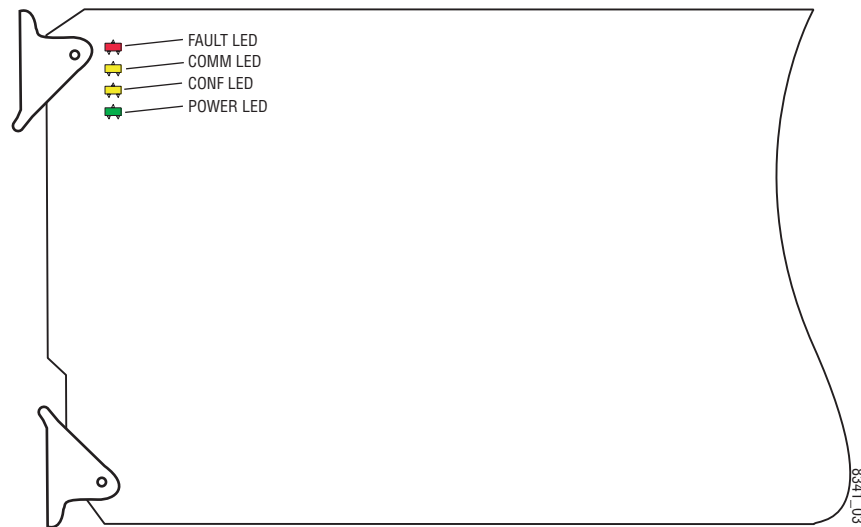 FAULT LED
COMM LED
CONF LED
POWER LED
8341_03